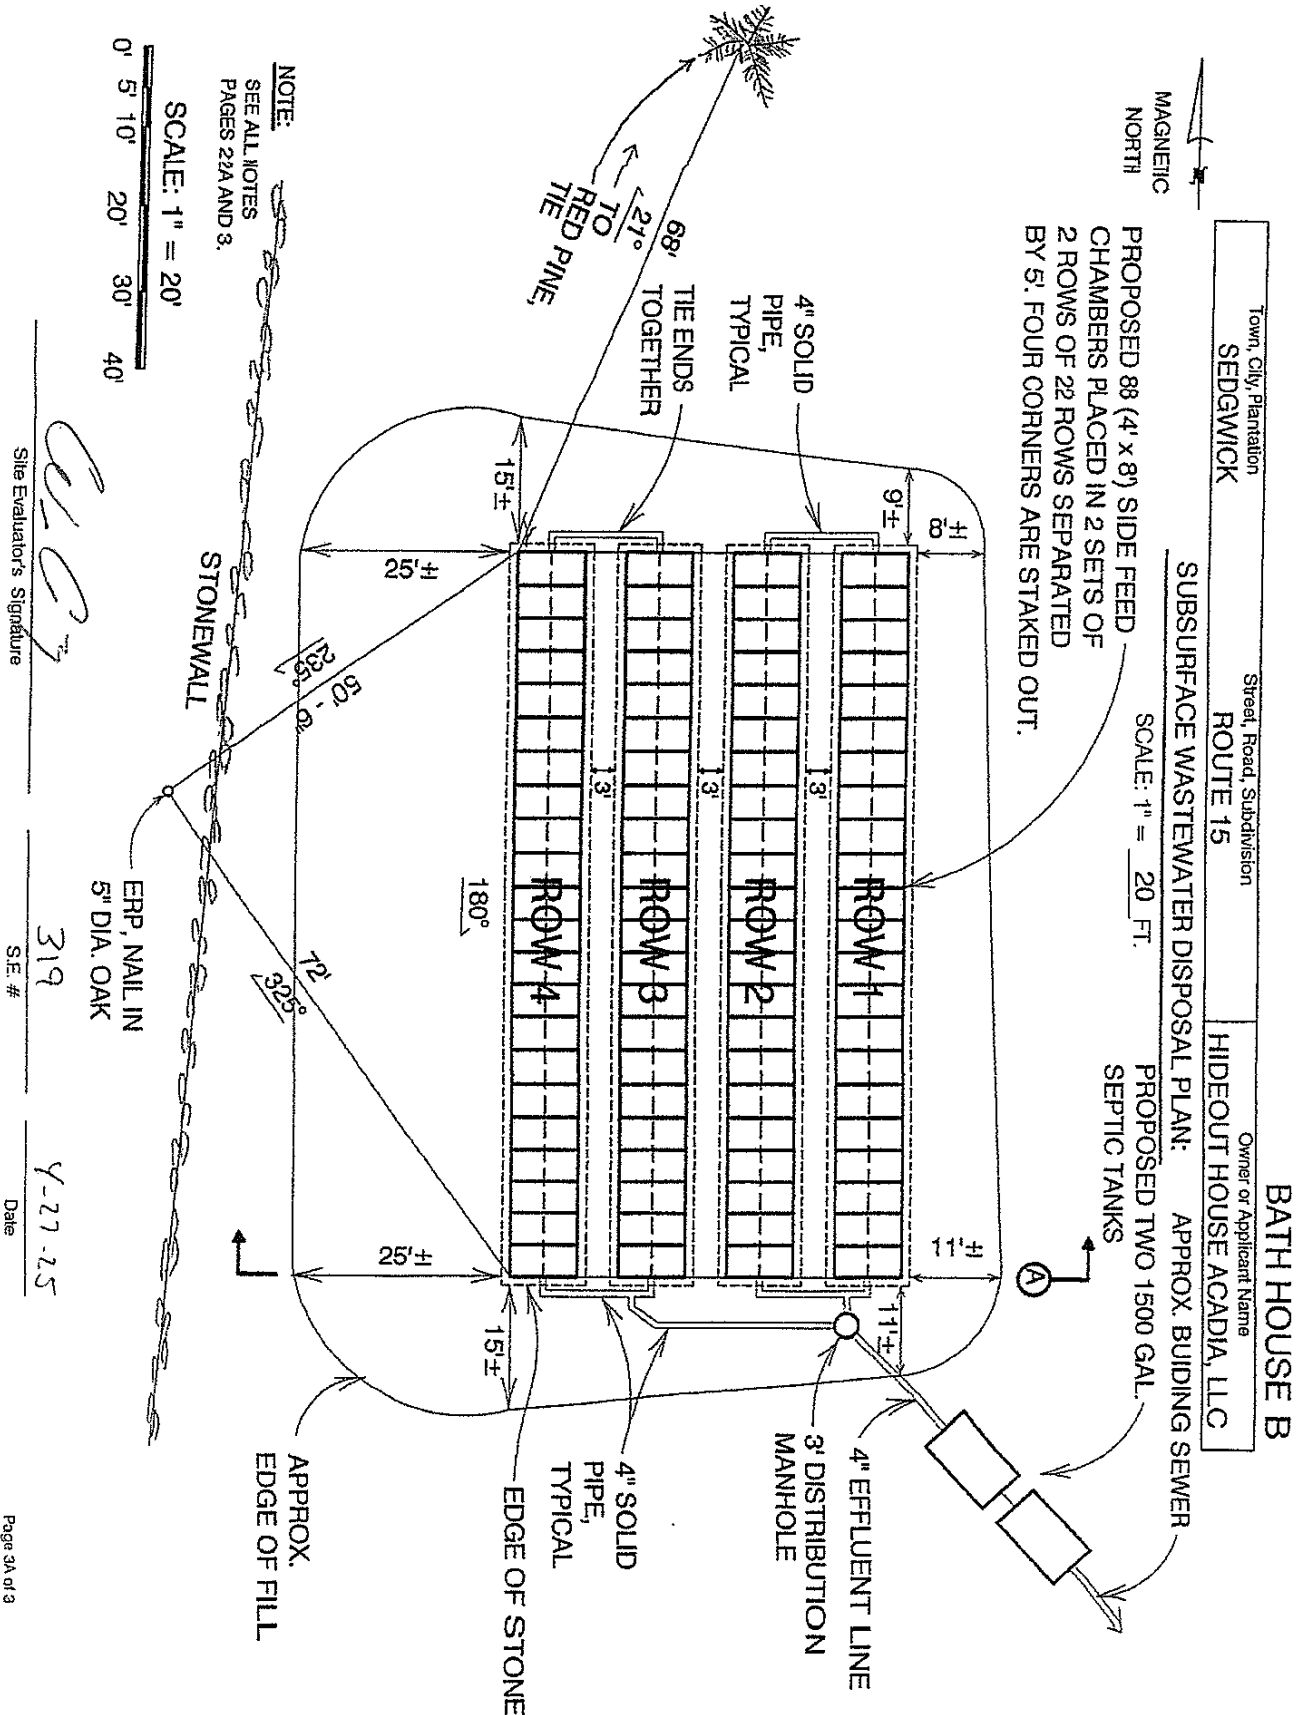 BATH HOUSE B
Town, City, Plantation
SEDGWICK
Street, Road, Subdivision
ROUTE 15
Owner or Applicant Name
HIDEOUT HOUSE ACADIA, LLC
SUBSURFACE WASTEWATER DISPOSAL PLAN:
SCALE: 1" = 20 FT.
MAGNETIC
NORTH
PROPOSED 88 (4' x 8') SIDE FEED
CHAMBERS PLACED IN 2 SETS OF
2 ROWS OF 22 ROWS SEPARATED
BY 5'. FOUR CORNERS ARE STAKED OUT.
APPROX. BUIDING SEWER
PROPOSED TWO 1500 GAL.
SEPTIC TANKS
A
4" SOLID
PIPE,
TYPICAL
TIE ENDS
TOGETHER
68'
21°
TO
RED PINE,
TIE
9'±
8'±
11'±
11'±
15'±
25'±
25'±
15'±
3'
3'
3'
ROW 1
ROW 2
ROW 3
ROW 4
180°
4" EFFLUENT LINE
3' DISTRIBUTION
MANHOLE
4" SOLID
PIPE,
TYPICAL
EDGE OF STONE
APPROX.
EDGE OF FILL
50' - 6"
235°
72'
325°
STONEWALL
ERP, NAIL IN
5" DIA. OAK
NOTE:
SEE ALL NOTES
PAGES 2?A AND 3.
SCALE: 1" = 20'
0' 5' 10' 20' 30' 40'
Site Evaluator's Signature
319
S.E. #
4-27-25
Date
Page 3A of 3